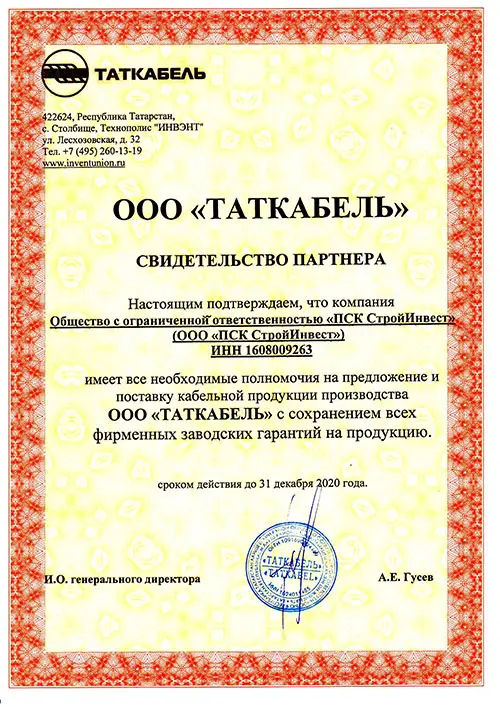 ТАТКАБЕЛЬ
422624, Республика Татарстан,
с. Столбище, Технополис "ИНВЭНТ"
ул. Лесхозовская, д. 32
Тел. +7 (495) 260-13-19
www.inventunion.ru
ООО «ТАТКАБЕЛЬ»
СВИДЕТЕЛЬСТВО ПАРТНЕРА
Настоящим подтверждаем, что компания
Общество с ограниченной ответственностью «ПСК СтройИнвест»
(ООО «ПСК СтройИнвест»)
ИНН 1608009263
имеет все необходимые полномочия на предложение и
поставку кабельной продукции производства
ООО «ТАТКАБЕЛЬ» с сохранением всех
фирменных заводских гарантий на продукцию.
сроком действия до 31 декабря 2020 года.
«ТАТКАБЕЛЬ»
«TATKABEL»
И.О. генерального директора
А.Е. Гусев